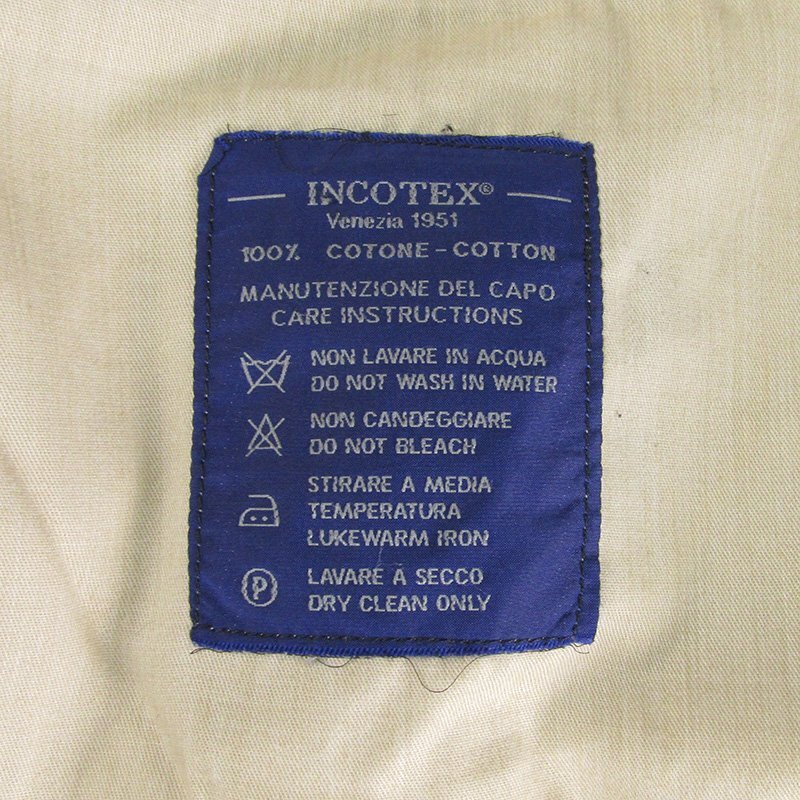 INCOTEX®
Venezia 1951
100% COTONE - COTTON
MANUTENZIONE DEL CAPO
CARE INSTRUCTIONS
NON LAVARE IN ACQUA
DO NOT WASH IN WATER
NON CANDEGGIARE
DO NOT BLEACH
STIRARE A MEDIA
TEMPERATURA
LUKEWARM IRON
P
LAVARE À SECCO
DRY CLEAN ONLY